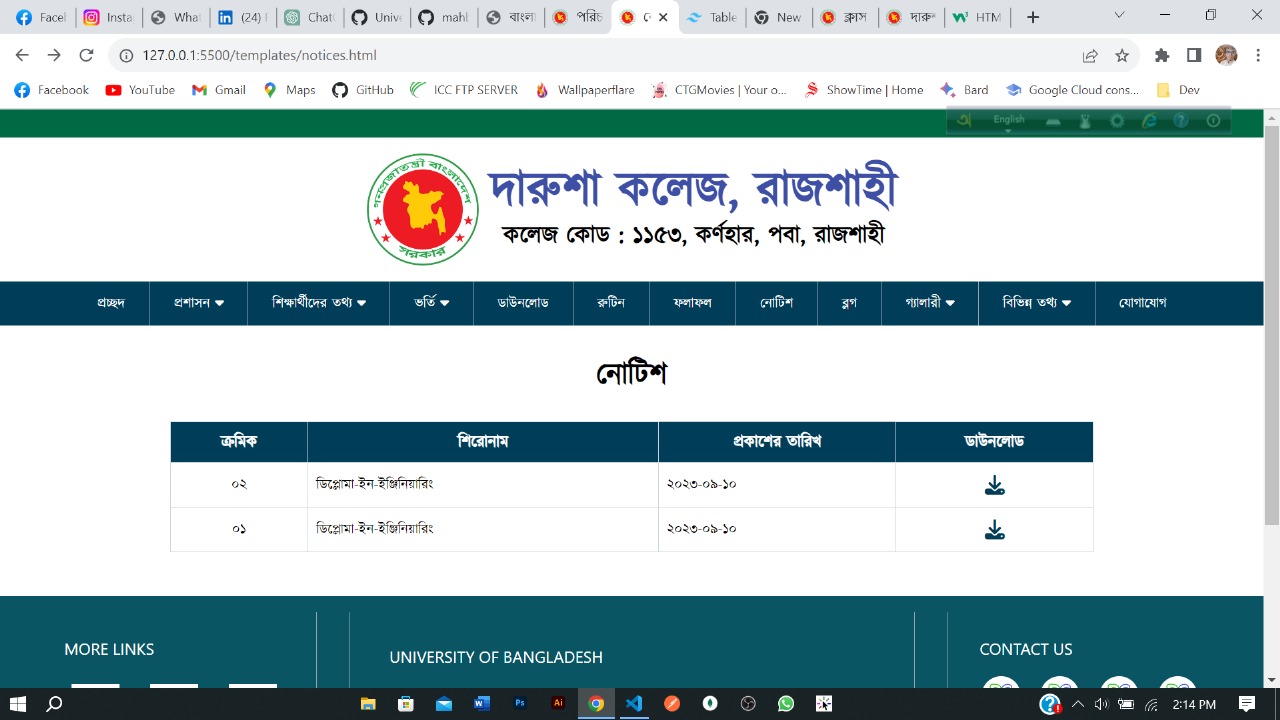 Facel
Insta
What
(24) |
Chat
Unive
mahl
বাং
পরিচ
Table
New
ক্লাস
দারু
HTM
127.0.0.1:5500/templates/notices.html
Facebook
YouTube
Gmail
Maps
GitHub
ICC FTP SERVER
Wallpaperflare
CTGMovies | Your o...
ShowTime | Home
Bard
Google Cloud cons...
Dev
অ English
গণপ্রজাতন্ত্রী বাংলাদেশ
সরকার
দারুশা কলেজ, রাজশাহী
কলেজ কোড : ১১৫৩, কর্ণহার, পবা, রাজশাহী
প্রচ্ছদ
প্রশাসন
শিক্ষার্থীদের তথ্য
ভর্তি
ডাউনলোড
রুটিন
ফলাফল
নোটিশ
ব্লগ
গ্যালারী
বিভিন্ন তথ্য
যোগাযোগ
নোটিশ
ক্রমিক শিরোনাম প্রকাশের তারিখ ডাউনলোড
০২ ডিপ্লোমা-ইন-ইঞ্জিনিয়ারিং ২০২৩-০৯-১০
০১ ডিপ্লোমা-ইন-ইঞ্জিনিয়ারিং ২০২৩-০৯-১০
MORE LINKS
UNIVERSITY OF BANGLADESH
CONTACT US
2:14 PM